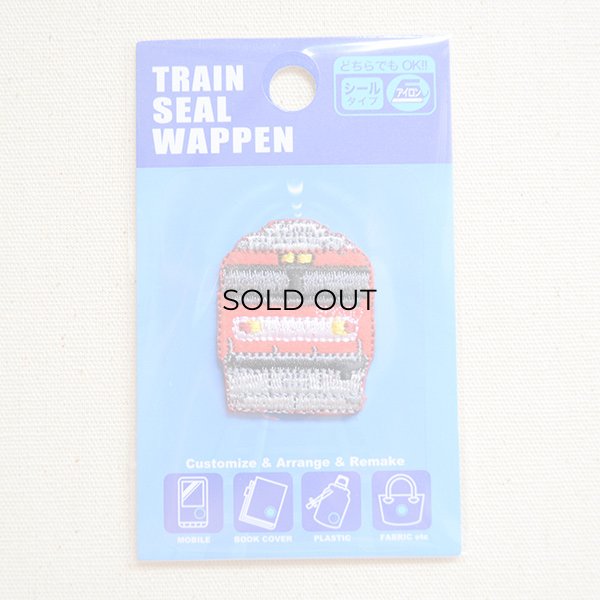 TRAIN
SEAL
WAPPEN
どちらでもOK!!
シール
タイプ
アイロン
SOLD OUT
Customize & Arrange & Remake
MOBILE
BOOK COVER
PLASTIC
FABRIC etc